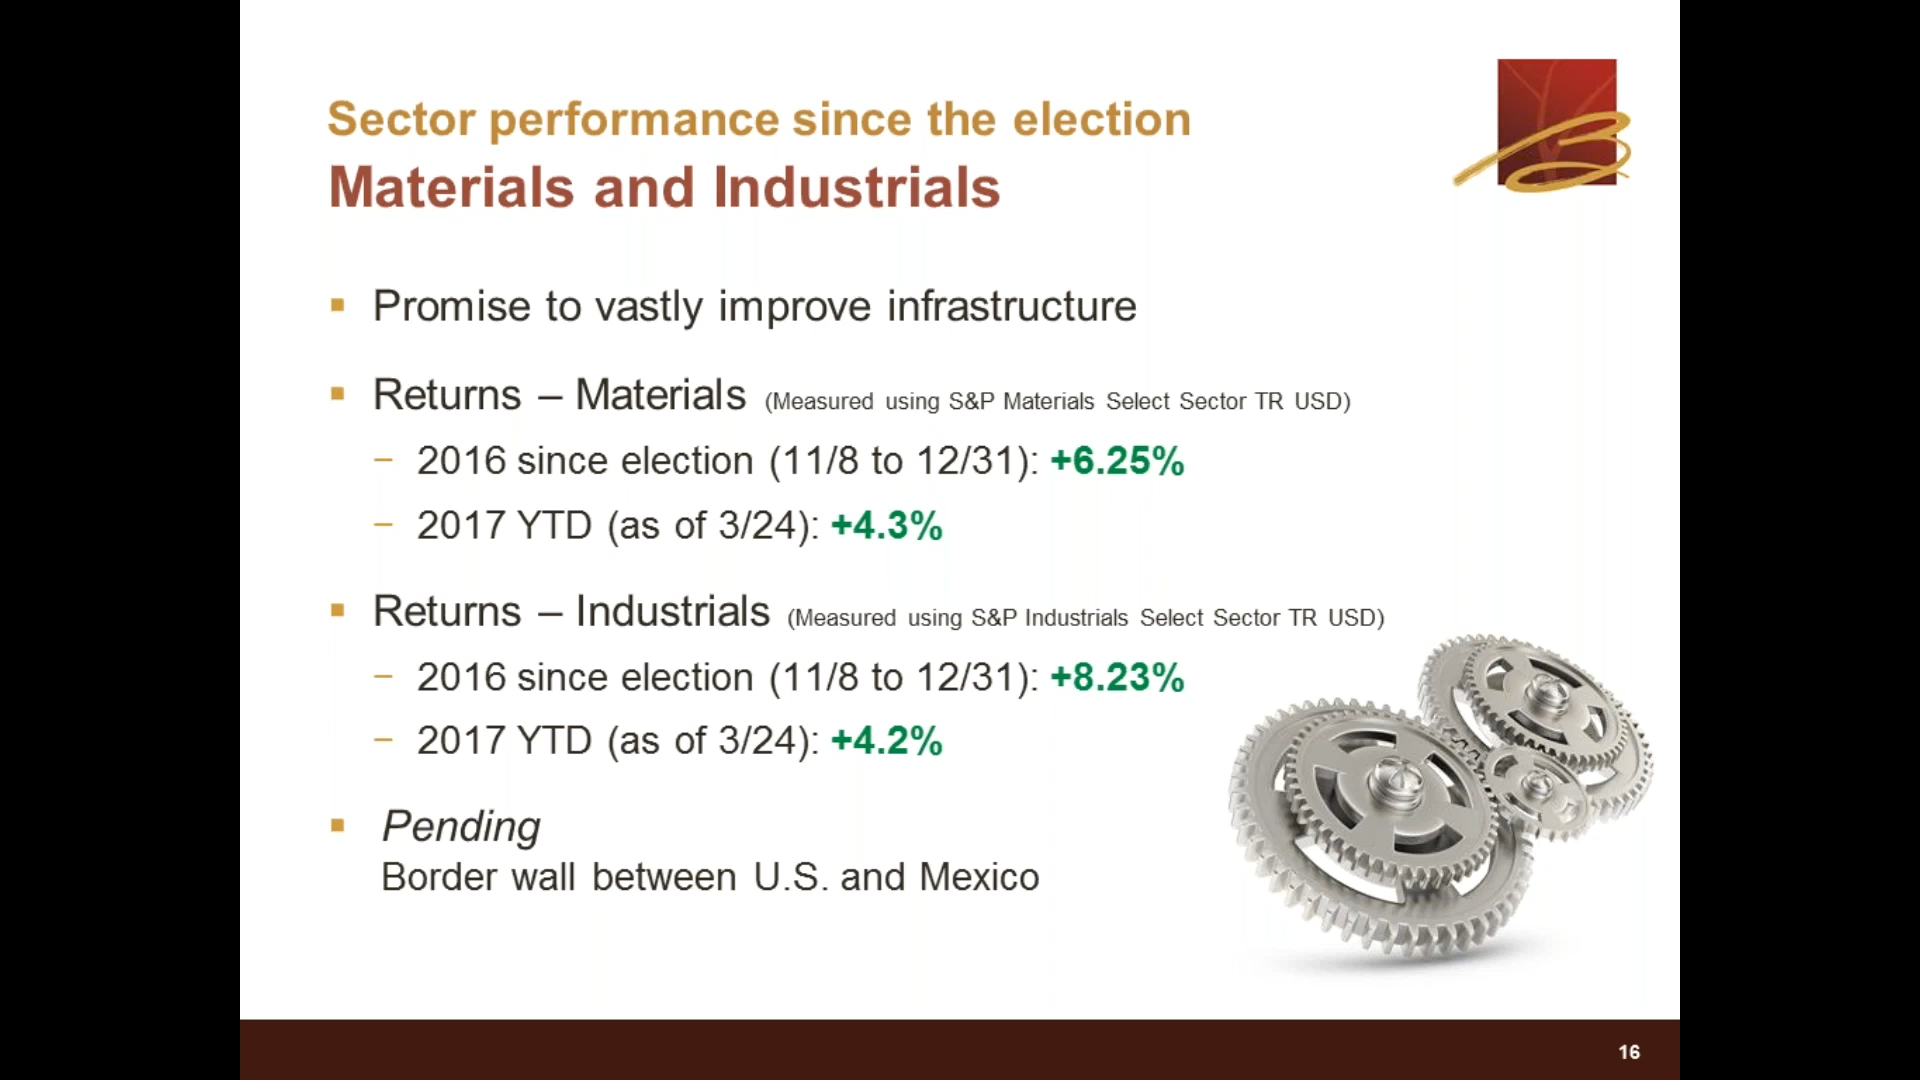 Sector performance since the election
Materials and Industrials
Promise to vastly improve infrastructure
Returns – Materials (Measured using S&P Materials Select Sector TR USD)
– 2016 since election (11/8 to 12/31): +6.25%
– 2017 YTD (as of 3/24): +4.3%
Returns – Industrials (Measured using S&P Industrials Select Sector TR USD)
– 2016 since election (11/8 to 12/31): +8.23%
– 2017 YTD (as of 3/24): +4.2%
Pending
Border wall between U.S. and Mexico
16